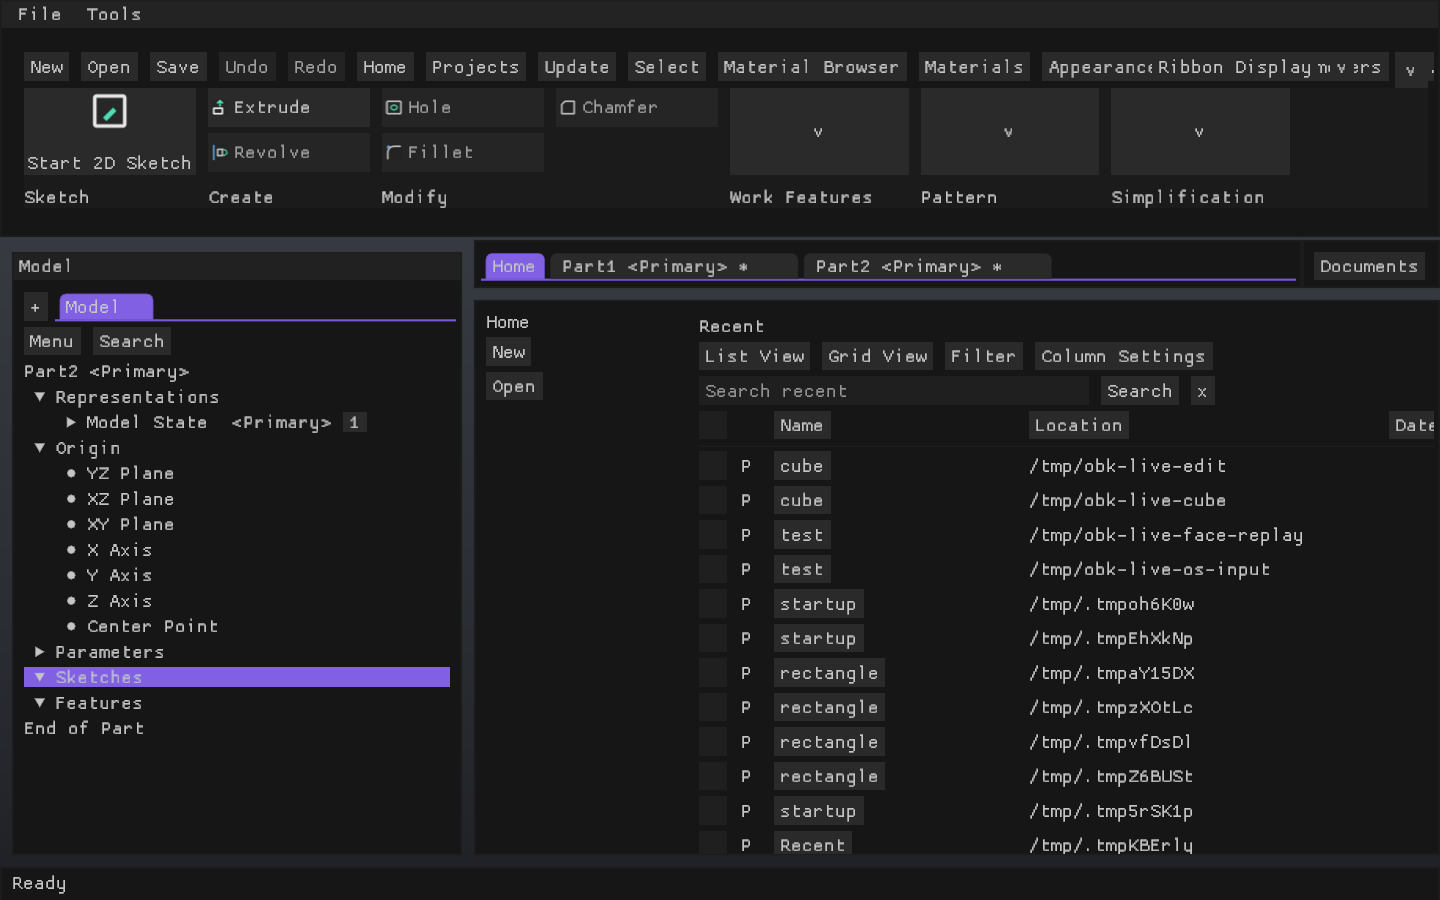 File Tools
New Open Save Undo Redo Home Projects Update Select Material Browser Materials Appearance Ribbon Display v
Start 2D Sketch
Extrude
Revolve
Hole
Fillet
Chamfer
v v v
Sketch Create Modify Work Features Pattern Simplification
Model
+ Model
Menu Search
Part2 <Primary>
Representations
Model State <Primary> 1
Origin
YZ Plane
XZ Plane
XY Plane
X Axis
Y Axis
Z Axis
Center Point
Parameters
Sketches
Features
End of Part
Home Part1 <Primary> * Part2 <Primary> * Documents
Home
New
Open
Recent
List View Grid View Filter Column Settings
Search recent Search x
Name Location Date
P cube /tmp/obk-live-edit
P cube /tmp/obk-live-cube
P test /tmp/obk-live-face-replay
P test /tmp/obk-live-os-input
P startup /tmp/.tmpoh6K0w
P startup /tmp/.tmpEhXkNp
P rectangle /tmp/.tmpaY15DX
P rectangle /tmp/.tmpzXOtLc
P rectangle /tmp/.tmpvfDsDl
P rectangle /tmp/.tmpZ6BUSt
P startup /tmp/.tmp5rSK1p
P Recent /tmp/.tmpKBErly
Ready